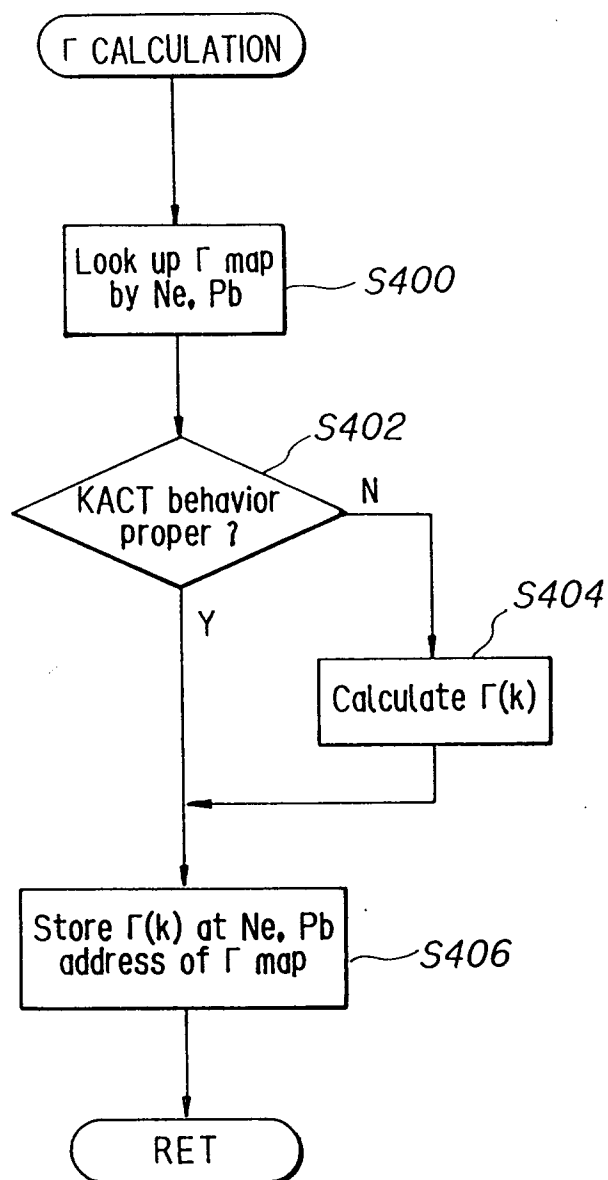 Γ CALCULATION
Look up Γ map
by Ne, Pb
S400
S402
KACT behavior
proper ?
N
Y
S404
Calculate Γ(k)
Store Γ(k) at Ne, Pb
address of Γ map
S406
RET